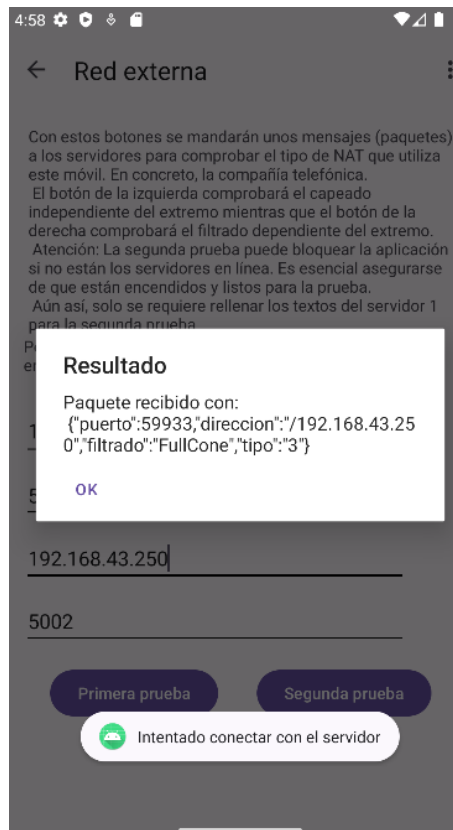 4:58
Red externa
Con estos botones se mandarán unos mensajes (paquetes)
a los servidores para comprobar el tipo de NAT que utiliza
este móvil. En concreto, la compañía telefónica.
El botón de la izquierda comprobará el capeado
independiente del extremo mientras que el botón de la
derecha comprobará el filtrado dependiente del extremo.
Atención: La segunda prueba puede bloquear la aplicación
si no están los servidores en línea. Es esencial asegurarse
de que están encendidos y listos para la prueba.
Aún así, solo se requiere rellenar los textos del servidor 1
para la segunda prueba
Resultado
Paquete recibido con:
{"puerto":59933,"direccion":"/192.168.43.25
0","filtrado":"FullCone","tipo":"3"}
OK
192.168.43.250
5002
Primera prueba
Segunda prueba
Intentado conectar con el servidor